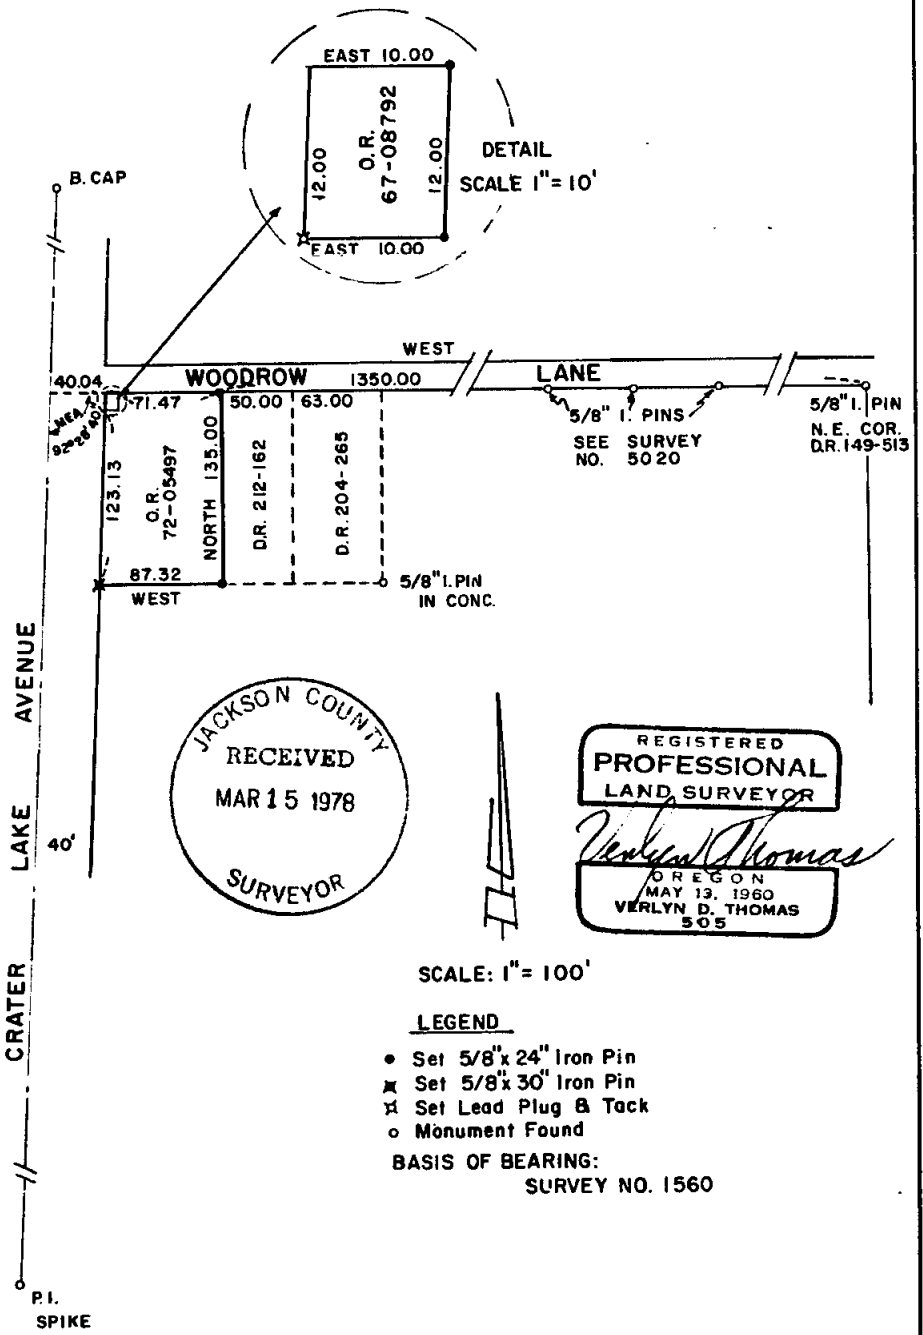 EAST 10.00
12.00
O.R.
67-08792
12.00
EAST 10.00
DETAIL
SCALE 1"=10'
B. CAP
WEST
40.04
WOODROW 1350.00 LANE
MEA.
92°28'40"
71.47
50.00
63.00
123.13
O.R.
72-05497
NORTH 135.00
D.R. 212-162
D.R. 204-265
87.32
WEST
5/8" I. PIN
IN CONC.
5/8" I. PINS
SEE SURVEY
NO. 5020
5/8" I. PIN
N.E. COR.
D.R. 149-513
CRATER LAKE AVENUE
40'
JACKSON COUNTY
RECEIVED
MAR 15 1978
SURVEYOR
REGISTERED
PROFESSIONAL
LAND SURVEYOR
Verlyn D Thomas
OREGON
MAY 13, 1960
VERLYN D. THOMAS
505
SCALE: 1"= 100'
LEGEND
Set 5/8"x 24" Iron Pin
Set 5/8"x 30" Iron Pin
Set Lead Plug & Tack
Monument Found
BASIS OF BEARING:
SURVEY NO. 1560
P.I.
SPIKE